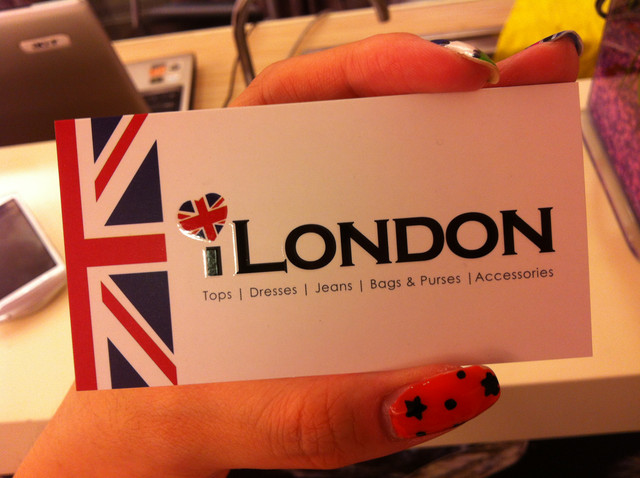 iLONDON
Tops | Dresses | Jeans | Bags & Purses | Accessories